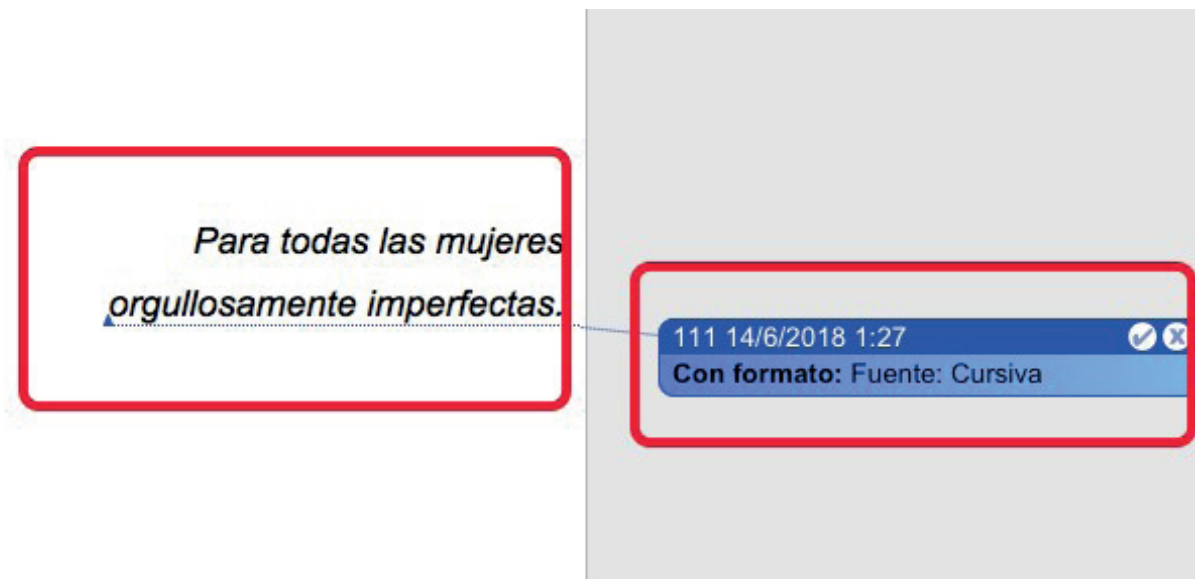 Para todas las mujeres
orgullosamente imperfectas.
111 14/6/2018 1:27
Con formato: Fuente: Cursiva